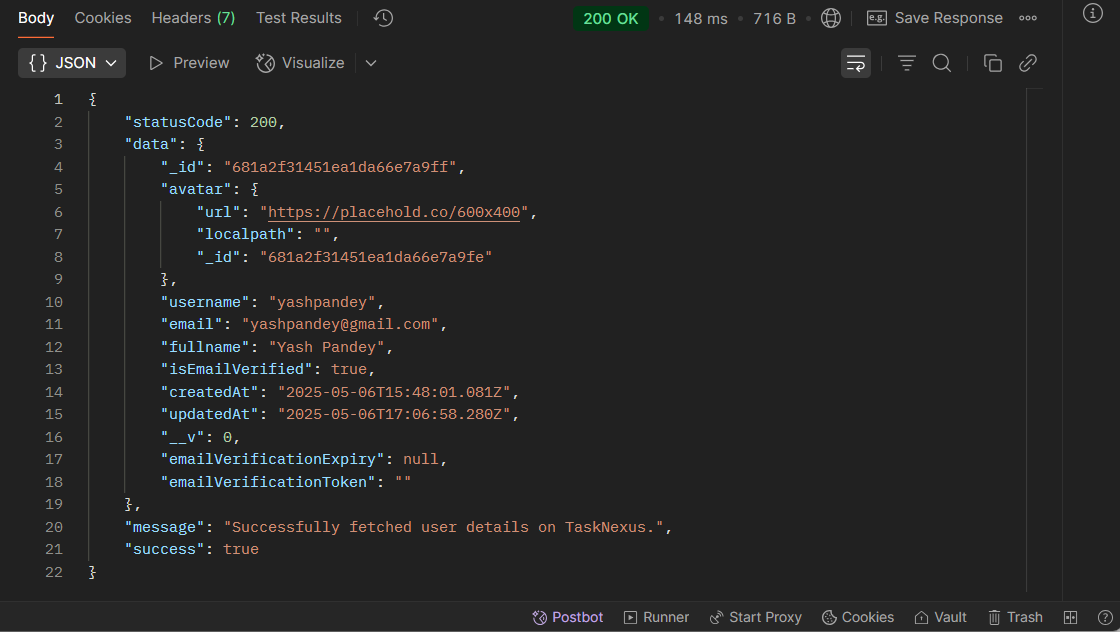 Body Cookies Headers (7) Test Results 200 OK • 148 ms • 716 B • e.g. Save Response
{} JSON Preview Visualize
1 {
2 "statusCode": 200,
3 "data": {
4 "_id": "681a2f31451ea1da66e7a9ff",
5 "avatar": {
6 "url": "https://placehold.co/600x400",
7 "localpath": "",
8 "_id": "681a2f31451ea1da66e7a9fe"
9 },
10 "username": "yashpandey",
11 "email": "yashpandey@gmail.com",
12 "fullname": "Yash Pandey",
13 "isEmailVerified": true,
14 "createdAt": "2025-05-06T15:48:01.081Z",
15 "updatedAt": "2025-05-06T17:06:58.280Z",
16 "__v": 0,
17 "emailVerificationExpiry": null,
18 "emailVerificationToken": ""
19 },
20 "message": "Successfully fetched user details on TaskNexus.",
21 "success": true
22 }
Postbot Runner Start Proxy Cookies Vault Trash